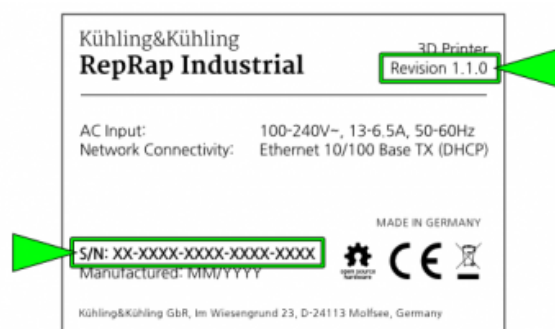 Kühling&Kühling
RepRap Industrial
3D Printer
Revision 1.1.0
AC Input: 100-240V~, 13-6.5A, 50-60Hz
Network Connectivity: Ethernet 10/100 Base TX (DHCP)
MADE IN GERMANY
S/N: XX-XXXX-XXXX-XXXX-XXXX
Manufactured: MM/YYYY
open source
hardware
CE
Kühling&Kühling GbR, Im Wiesengrund 23, D-24113 Molfsee, Germany